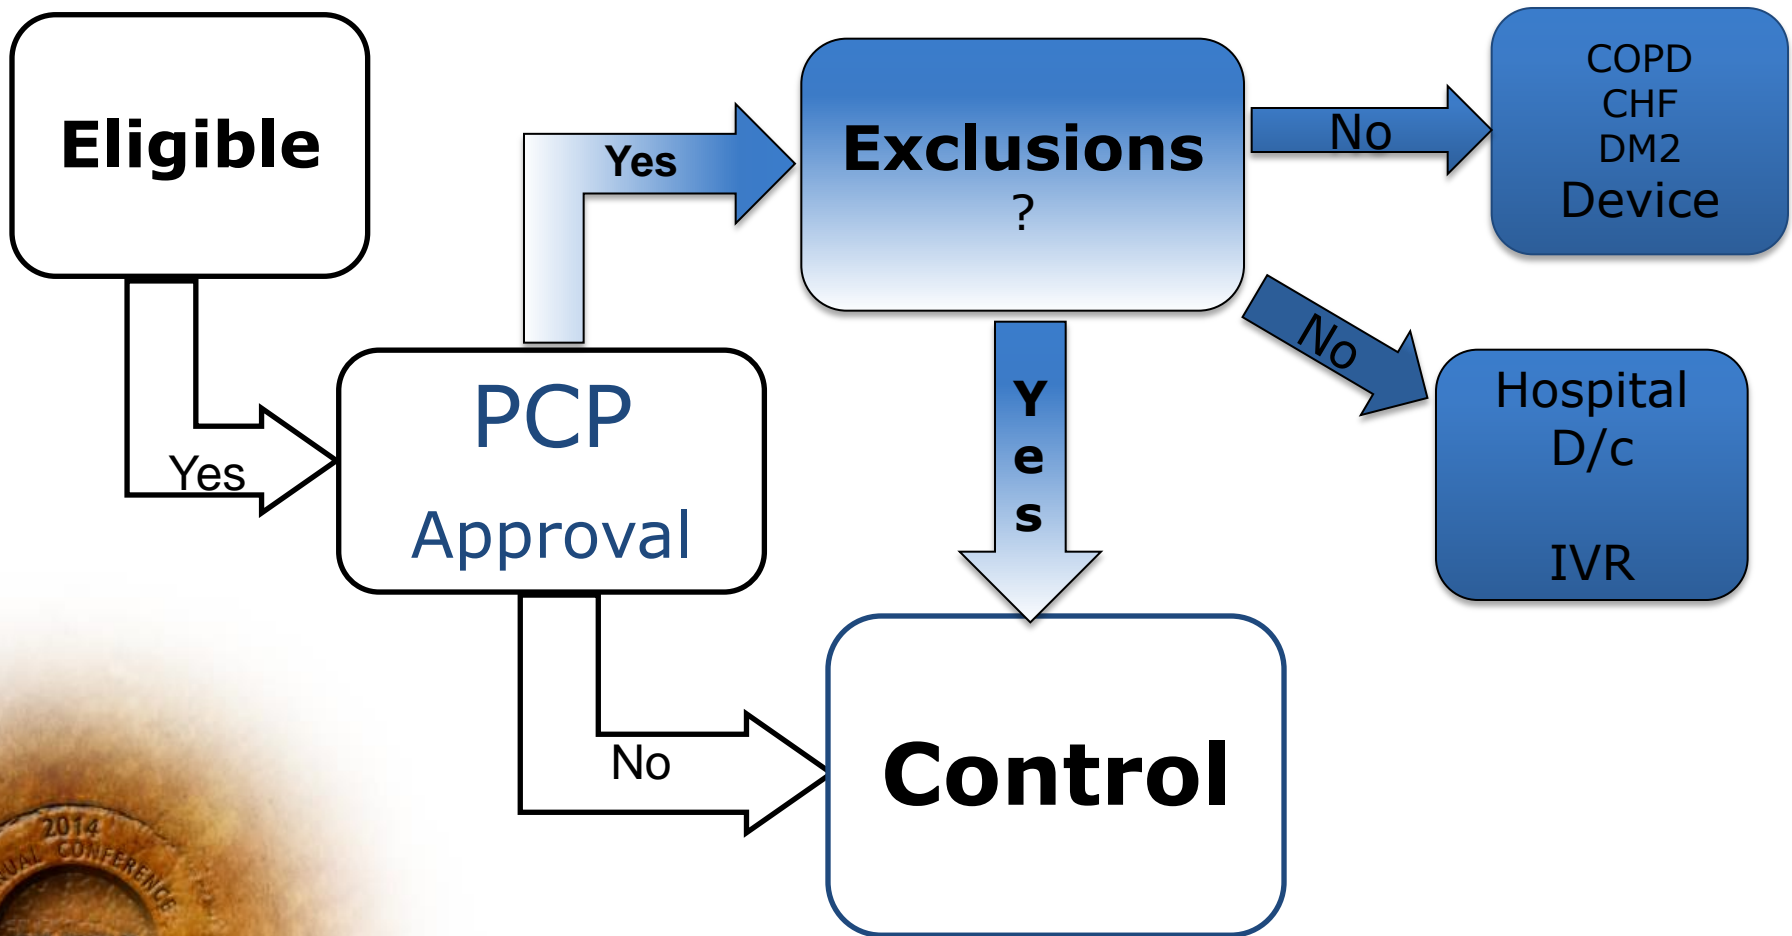 Eligible
Yes
PCP
Approval
Yes
No
Exclusions
?
Yes
No
No
COPD
CHF
DM2
Device
Hospital
D/c
IVR
Control
2014
CONFERENCE